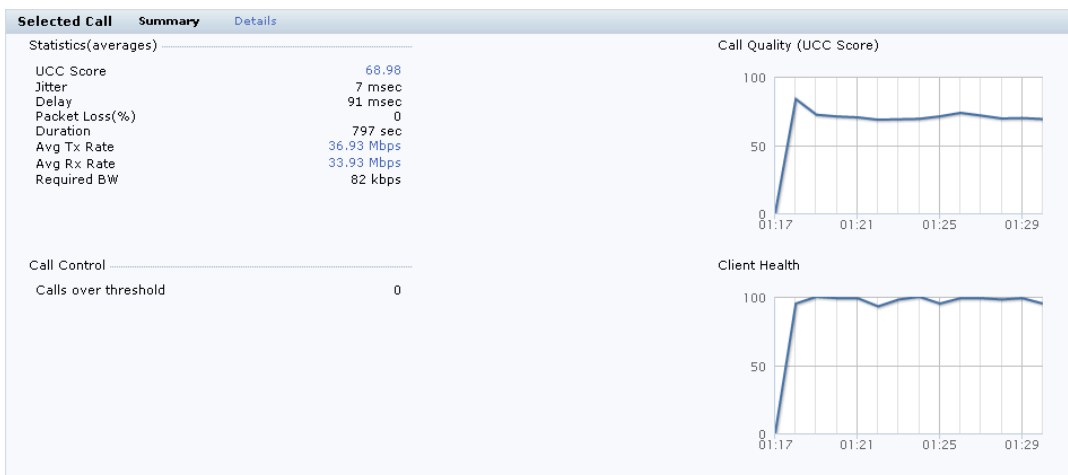 Selected Call Summary Details
Statistics(averages)
UCC Score 68.98
Jitter 7 msec
Delay 91 msec
Packet Loss(%) 0
Duration 797 sec
Avg Tx Rate 36.93 Mbps
Avg Rx Rate 33.93 Mbps
Required BW 82 kbps
Call Quality (UCC Score)
100
50
0
01:17 01:21 01:25 01:29
Call Control
Calls over threshold 0
Client Health
100
50
0
01:17 01:21 01:25 01:29